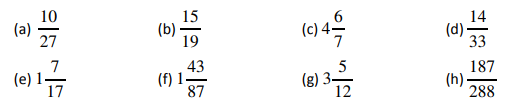 (a) 10/27 (b) 15/19 (c) 4 6/7 (d) 14/33
(e) 1 7/17 (f) 1 43/87 (g) 3 5/12 (h) 187/288